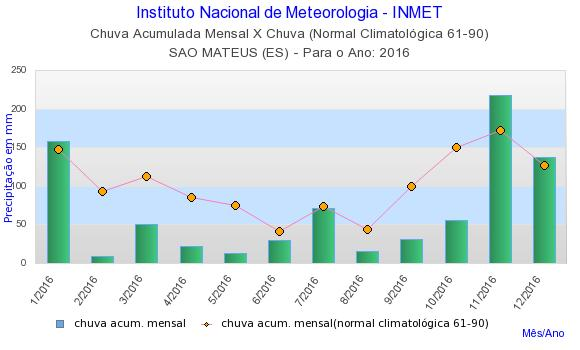 Instituto Nacional de Meteorologia - INMET
Chuva Acumulada Mensal X Chuva (Normal Climatológica 61-90)
SAO MATEUS (ES) - Para o Ano: 2016
Precipitação em mm
250
200
150
100
50
0
1/2016 2/2016 3/2016 4/2016 5/2016 6/2016 7/2016 8/2016 9/2016 10/2016 11/2016 12/2016
chuva acum. mensal chuva acum. mensal(normal climatológica 61-90)
Mês/Ano